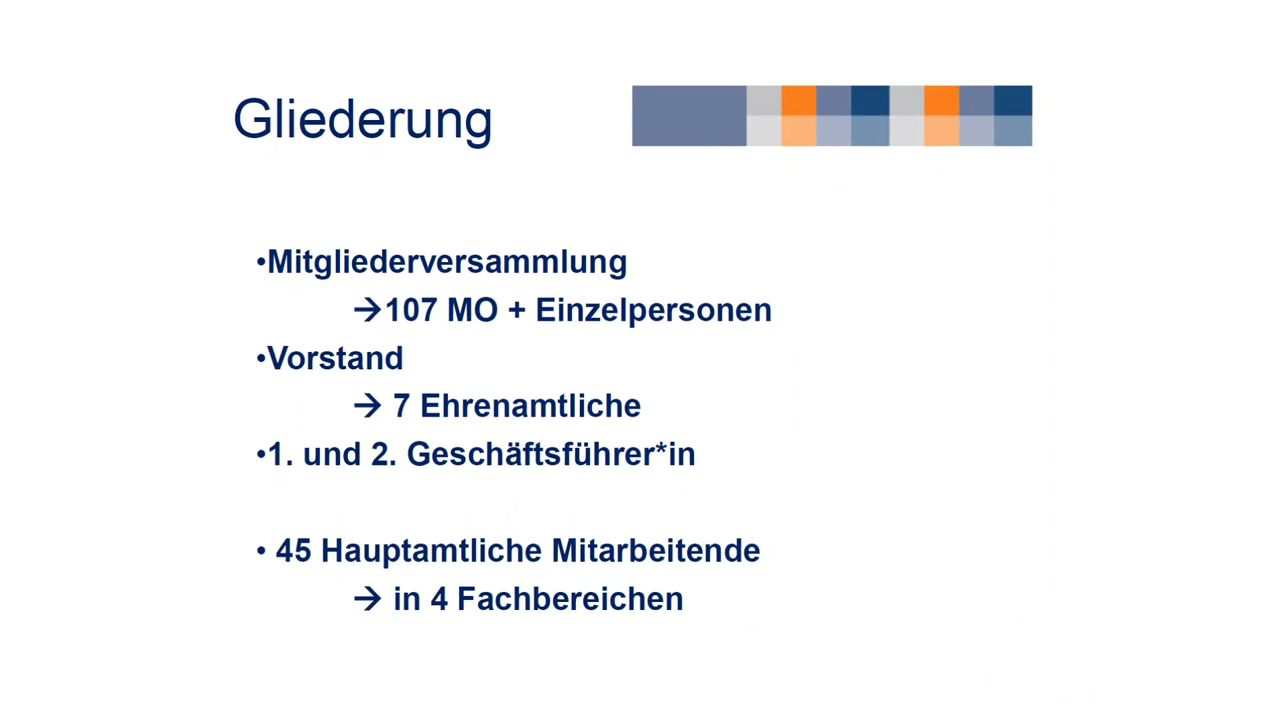 Gliederung
•Mitgliederversammlung
→107 MO + Einzelpersonen
•Vorstand
→ 7 Ehrenamtliche
•1. und 2. Geschäftsführer*in
• 45 Hauptamtliche Mitarbeitende
→ in 4 Fachbereichen